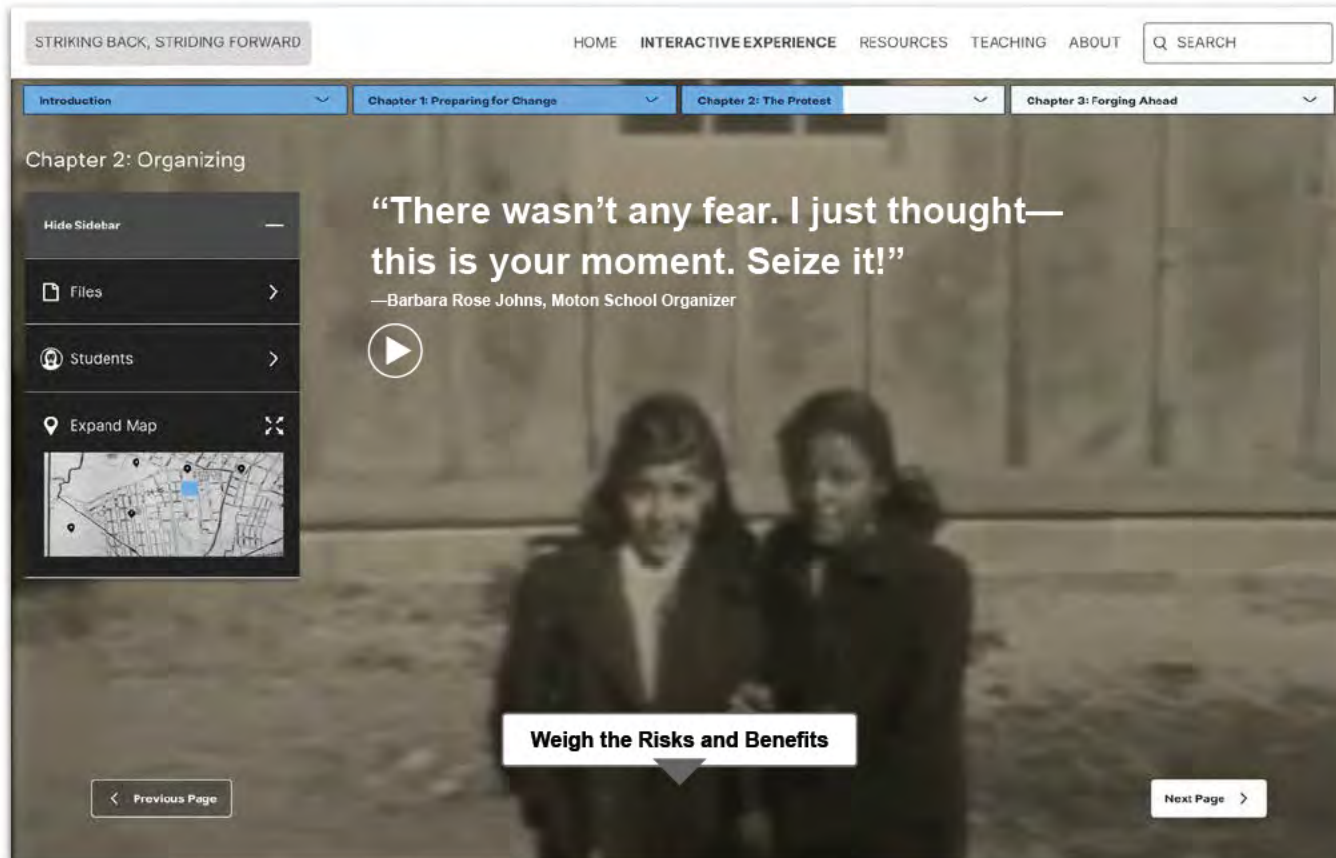 STRIKING BACK, STRIDING FORWARD
HOME INTERACTIVE EXPERIENCE RESOURCES TEACHING ABOUT SEARCH
Introduction
Chapter 1: Preparing for Change
Chapter 2: The Protest
Chapter 3: Forging Ahead
Chapter 2: Organizing
Hide Sidebar
Files
Students
Expand Map
“There wasn’t any fear. I just thought—
this is your moment. Seize it!”
—Barbara Rose Johns, Moton School Organizer
Weigh the Risks and Benefits
Previous Page
Next Page